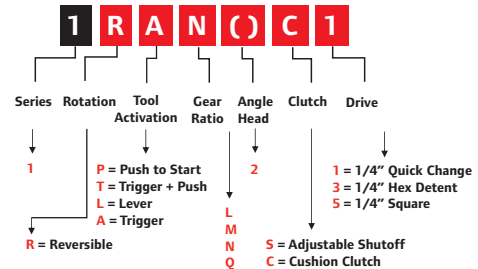 1 R A N ( ) C 1
Series Rotation Tool Activation Gear Ratio Angle Head Clutch Drive
1
R = Reversible
P = Push to Start
T = Trigger + Push
L = Lever
A = Trigger
L
M
N
Q
2
S = Adjustable Shutoff
C = Cushion Clutch
1 = 1/4” Quick Change
3 = 1/4” Hex Detent
5 = 1/4” Square